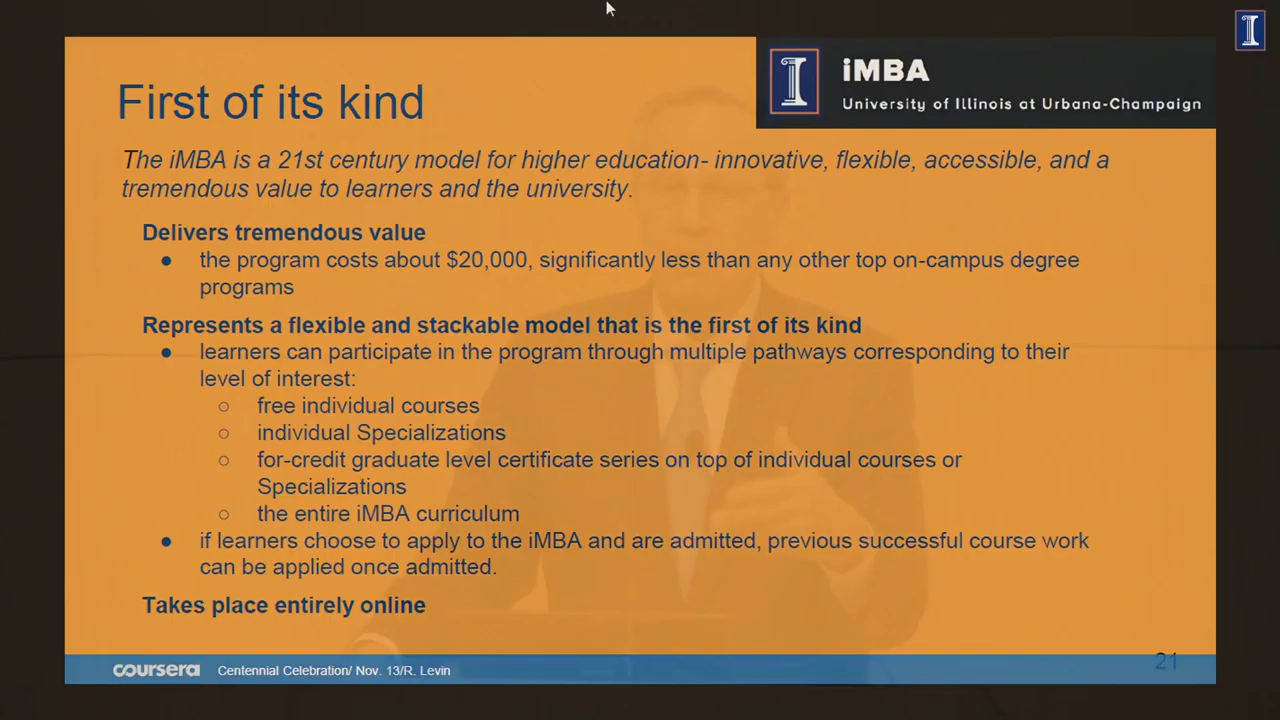 iMBA
University of Illinois at Urbana-Champaign
First of its kind
The iMBA is a 21st century model for higher education- innovative, flexible, accessible, and a
tremendous value to learners and the university.
Delivers tremendous value
● the program costs about $20,000, significantly less than any other top on-campus degree
programs
Represents a flexible and stackable model that is the first of its kind
● learners can participate in the program through multiple pathways corresponding to their
level of interest:
○ free individual courses
○ individual Specializations
○ for-credit graduate level certificate series on top of individual courses or
Specializations
○ the entire iMBA curriculum
● if learners choose to apply to the iMBA and are admitted, previous successful course work
can be applied once admitted.
Takes place entirely online
coursera Centennial Celebration/ Nov. 13/R. Levin
21